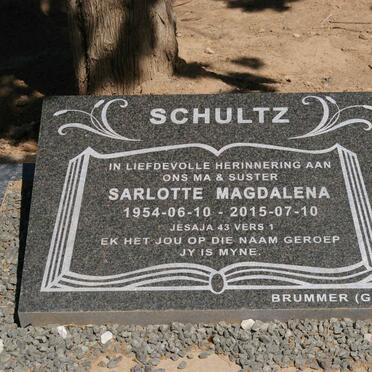 SCHULTZ
IN LIEFDEVOLLE HERINNERING AAN
ONS MA & SUSTER
SARLOTTE MAGDALENA
1954-06-10 - 2015-07-10
JESAJA 43 VERS 1
EK HET JOU OP DIE NAAM GEROEP
JY IS MYNE.
BRUMMER (G